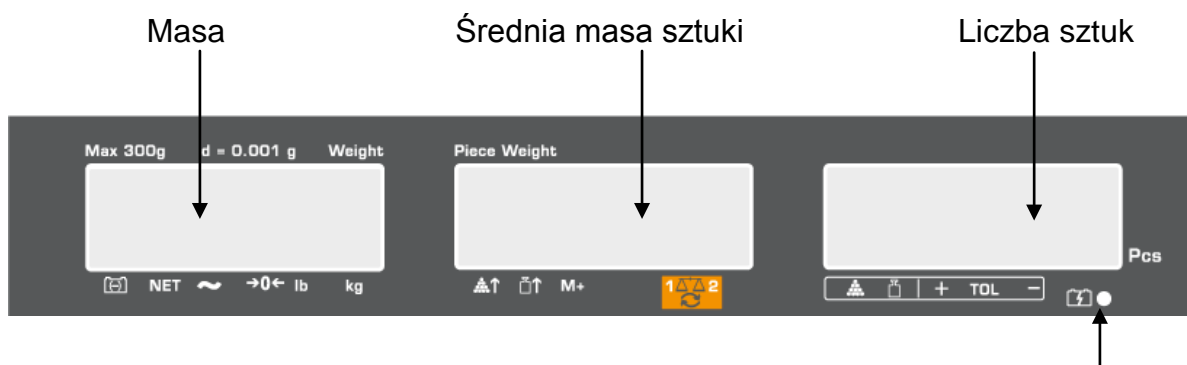 Masa Średnia masa sztuki Liczba sztuk
Max 300g d = 0.001 g Weight Piece Weight
Pcs
NET →0← lb kg M+ 1 2 + TOL −